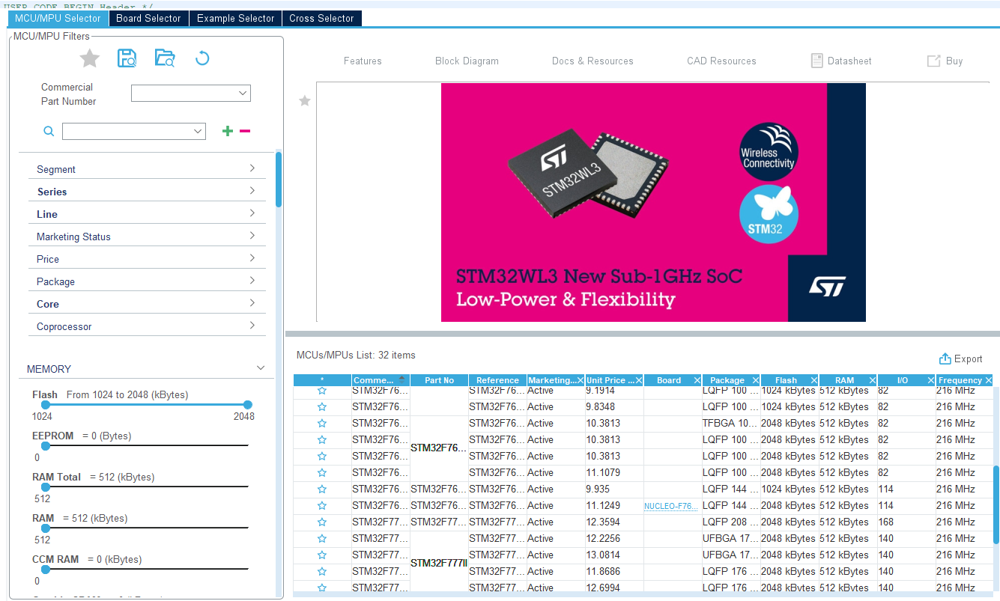 USER CODE BEGIN Header */
MCU/MPU Selector Board Selector Example Selector Cross Selector
MCU/MPU Filters
Commercial
Part Number
Segment
Series
Line
Marketing Status
Price
Package
Core
Coprocessor
MEMORY
Flash From 1024 to 2048 (kBytes)
1024 2048
EEPROM = 0 (Bytes)
0
RAM Total = 512 (kBytes)
512
RAM = 512 (kBytes)
512
CCM RAM = 0 (kBytes)
0
Features Block Diagram Docs & Resources CAD Resources Datasheet Buy
STM32WL3
Wireless
Connectivity
STM32
STM32WL3 New Sub-1GHz SoC
Low-Power & Flexibility
MCUs/MPUs List: 32 items
Export
* Comme... Part No Reference Marketing... Unit Price ... Board Package Flash RAM I/O Frequency
STM32F76... STM32F76... Active 9.1914 LQFP 100 ... 1024 kBytes 512 kBytes 82 216 MHz
STM32F76... STM32F76... Active 9.8348 LQFP 100 ... 1024 kBytes 512 kBytes 82 216 MHz
STM32F76... STM32F76... Active 10.3813 TFBGA 10... 2048 kBytes 512 kBytes 82 216 MHz
STM32F76... STM32F76... Active 10.3813 LQFP 100 ... 2048 kBytes 512 kBytes 82 216 MHz
STM32F76...
STM32F76... STM32F76... Active 10.3813 LQFP 100 ... 2048 kBytes 512 kBytes 82 216 MHz
STM32F76... STM32F76... Active 11.1079 LQFP 100 ... 2048 kBytes 512 kBytes 82 216 MHz
STM32F76... STM32F76... STM32F76... Active 9.935 LQFP 144 ... 1024 kBytes 512 kBytes 114 216 MHz
STM32F76... STM32F76... STM32F76... Active 11.1249 NUCLEO-F76... LQFP 144 ... 2048 kBytes 512 kBytes 114 216 MHz
STM32F77... STM32F77... STM32F77... Active 12.3594 LQFP 208 ... 2048 kBytes 512 kBytes 168 216 MHz
STM32F77... STM32F77... Active 12.2256 UFBGA 17... 2048 kBytes 512 kBytes 140 216 MHz
STM32F77... STM32F77... Active 13.0814 UFBGA 17... 2048 kBytes 512 kBytes 140 216 MHz
STM32F777II
STM32F77... STM32F77... Active 11.8686 LQFP 176 ... 2048 kBytes 512 kBytes 140 216 MHz
STM32F77... STM32F77... Active 12.6994 LQFP 176 ... 2048 kBytes 512 kBytes 140 216 MHz